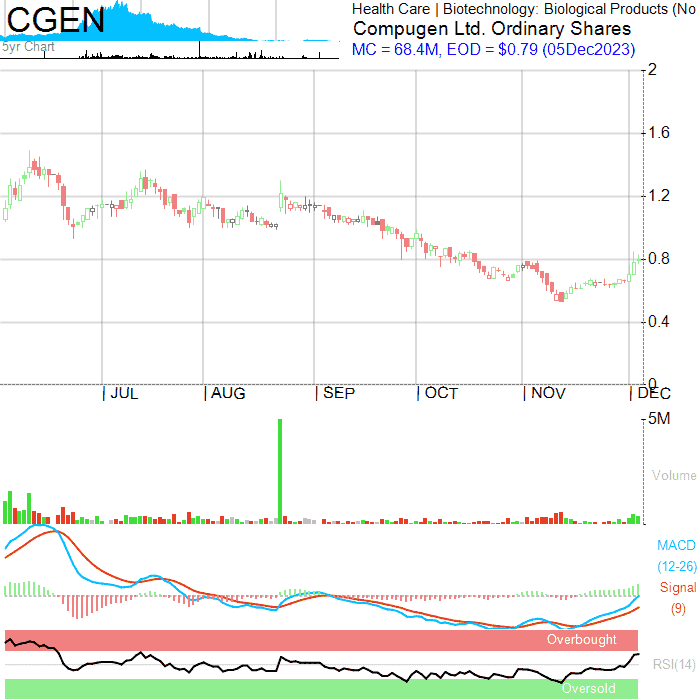 CGEN
5yr Chart
Health Care | Biotechnology: Biological Products (No
Compugen Ltd. Ordinary Shares
MC = 68.4M, EOD = $0.79 (05Dec2023)
2
1.6
1.2
0.8
0.4
0
| JUL | AUG | SEP | OCT | NOV | DEC
5M
Volume
MACD
(12-26)
Signal
(9)
Overbought
RSI(14)
Oversold